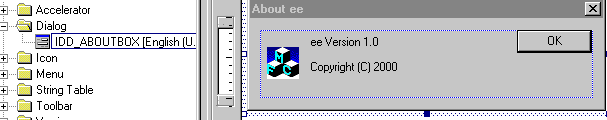 Accelerator
Dialog
IDD_ABOUTBOX [English (U.
Icon
Menu
String Table
Toolbar
About ee
ee Version 1.0
Copyright (C) 2000
OK
M
F C